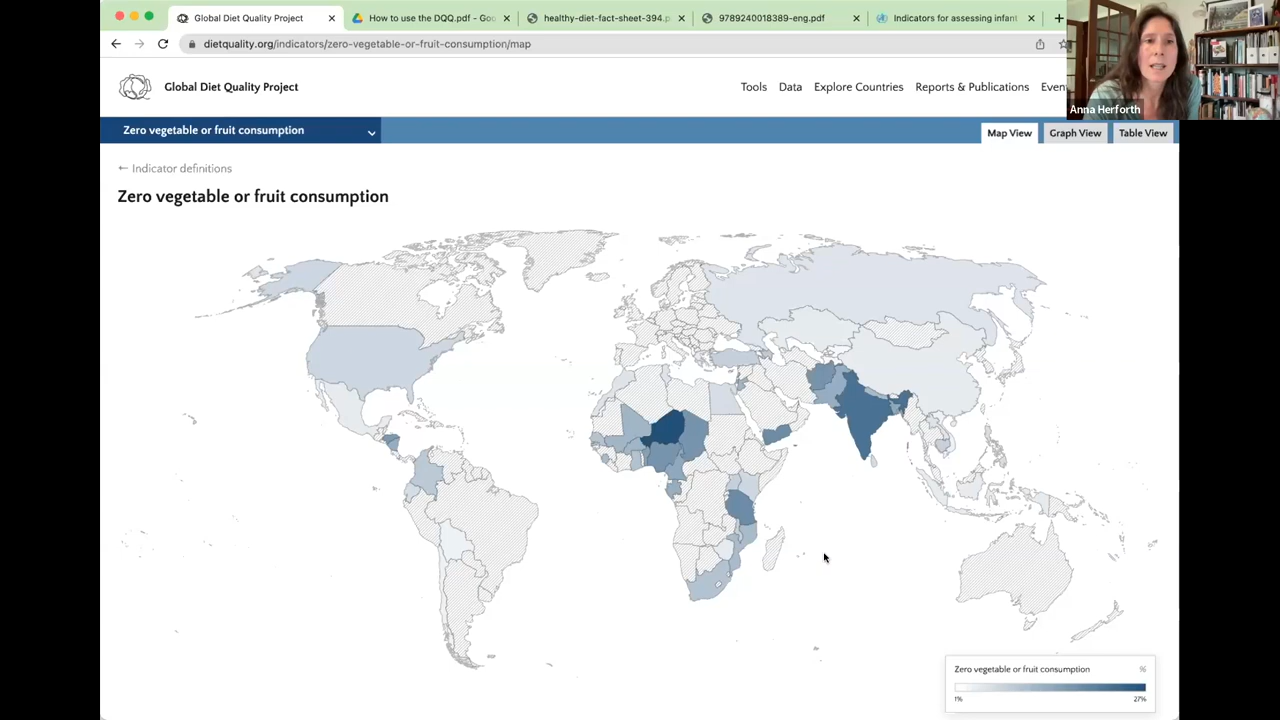 Global Diet Quality Project
How to use the DQQ.pdf - Goo
healthy-diet-fact-sheet-394.p
9789240018389-eng.pdf
Indicators for assessing infant
dietquality.org/indicators/zero-vegetable-or-fruit-consumption/map
Anna Herforth
Global Diet Quality Project
Tools
Data
Explore Countries
Reports & Publications
Even
Zero vegetable or fruit consumption
Map View
Graph View
Table View
← Indicator definitions
Zero vegetable or fruit consumption
Zero vegetable or fruit consumption %
1% 27%